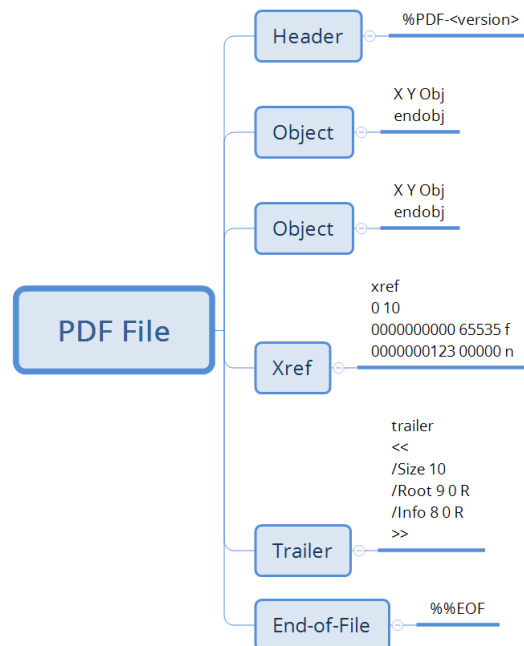 PDF File
Header
%PDF-<version>
Object
X Y Obj
endobj
Object
X Y Obj
endobj
Xref
xref
0 10
0000000000 65535 f
0000000123 00000 n
Trailer
trailer
<<
/Size 10
/Root 9 0 R
/Info 8 0 R
>>
End-of-File
%%EOF